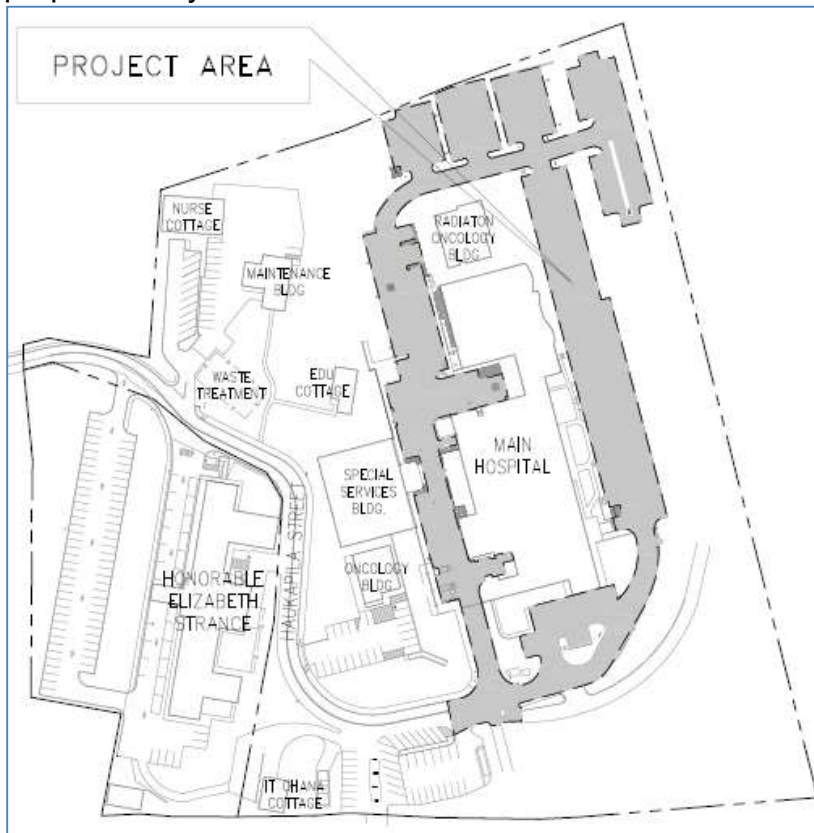 PROJECT AREA
NURSE
COTTAGE
RADIATON
ONCOLOGY
BLDG.
MAINTENANCE
BLDG
WASTE
TREATMENT
EDU
COTTAGE
MAIN
HOSPITAL
SPECIAL
SERVICES
BLDG.
HAUKAPILA STREET
ONCOLOGY
BLDG
HONORABLE
ELIZABETH
STRANCE
IT OHANA
COTTAGE